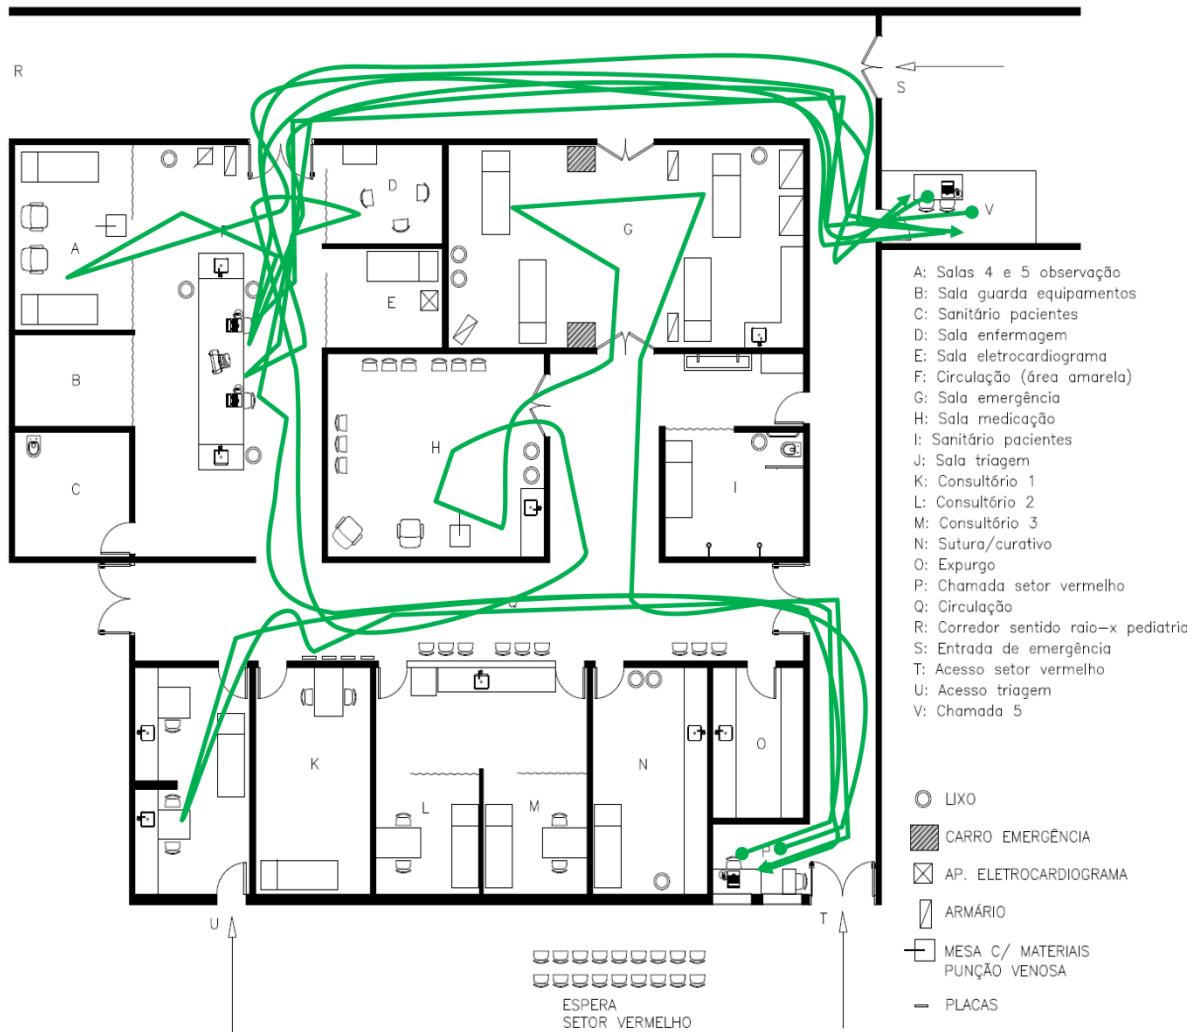 R
S
D
V
G
F
A
E
B
H
C
I
Q
O
K
N
L
M
P
U
T
A: Salas 4 e 5 observação
B: Sala guarda equipamentos
C: Sanitário pacientes
D: Sala enfermagem
E: Sala eletrocardiograma
F: Circulação (área amarela)
G: Sala emergência
H: Sala medicação
I: Sanitário pacientes
J: Sala triagem
K: Consultório 1
L: Consultório 2
M: Consultório 3
N: Sutura/curativo
O: Expurgo
P: Chamada setor vermelho
Q: Circulação
R: Corredor sentido raio-x pediatria
S: Entrada de emergência
T: Acesso setor vermelho
U: Acesso triagem
V: Chamada 5
LIXO
CARRO EMERGÊNCIA
AP. ELETROCARDIOGRAMA
ARMÁRIO
MESA C/ MATERIAIS
PUNÇÃO VENOSA
PLACAS
ESPERA
SETOR VERMELHO